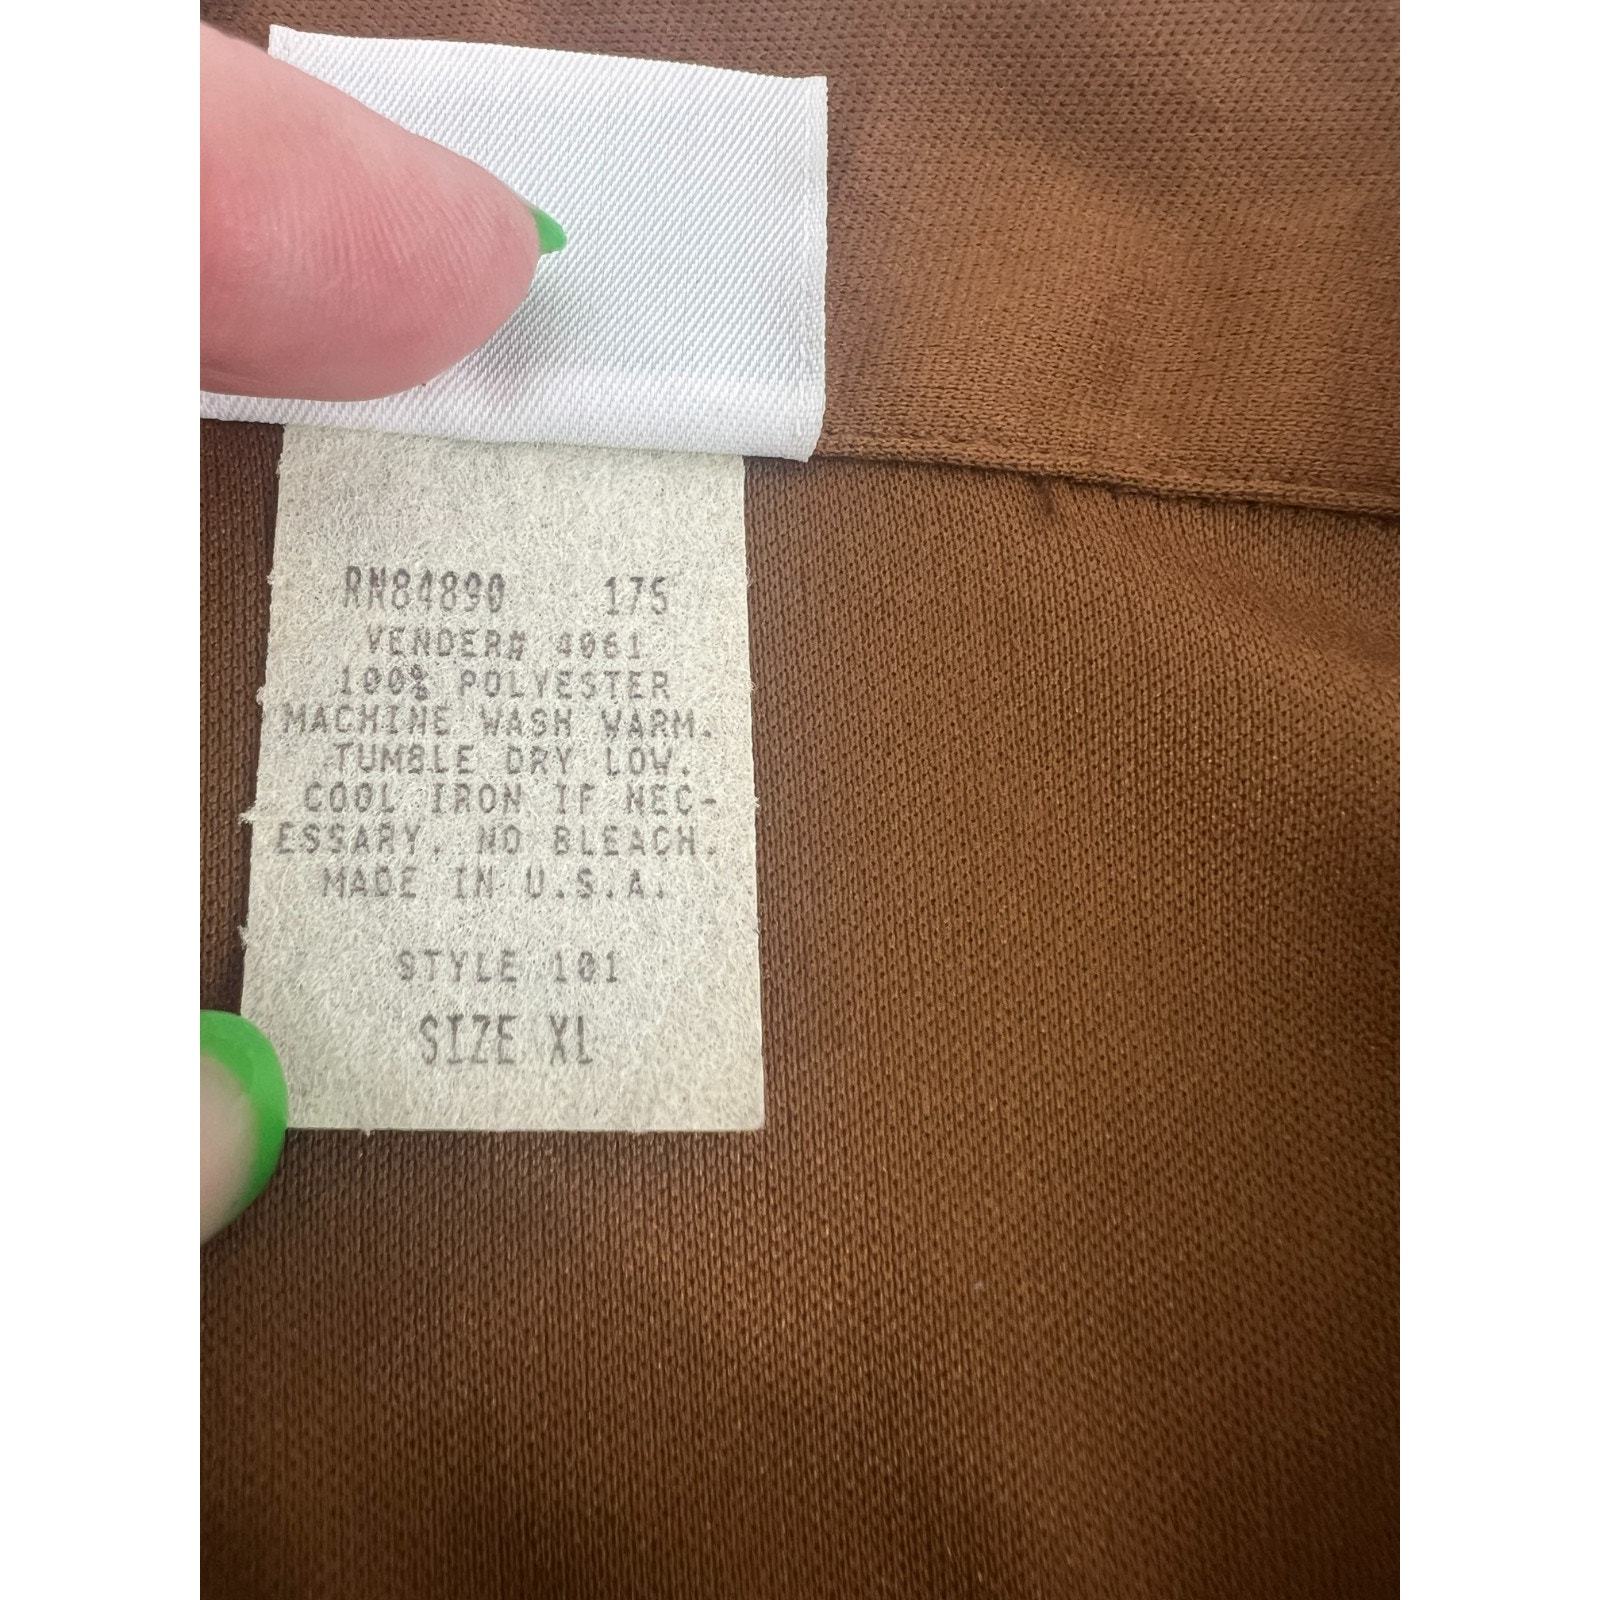 RN84890 175
VENDER# 4061
100% POLYESTER
MACHINE WASH WARM.
TUMBLE DRY LOW.
COOL IRON IF NEC-
ESSARY. NO BLEACH.
MADE IN U.S.A.
STYLE 101
SIZE XL